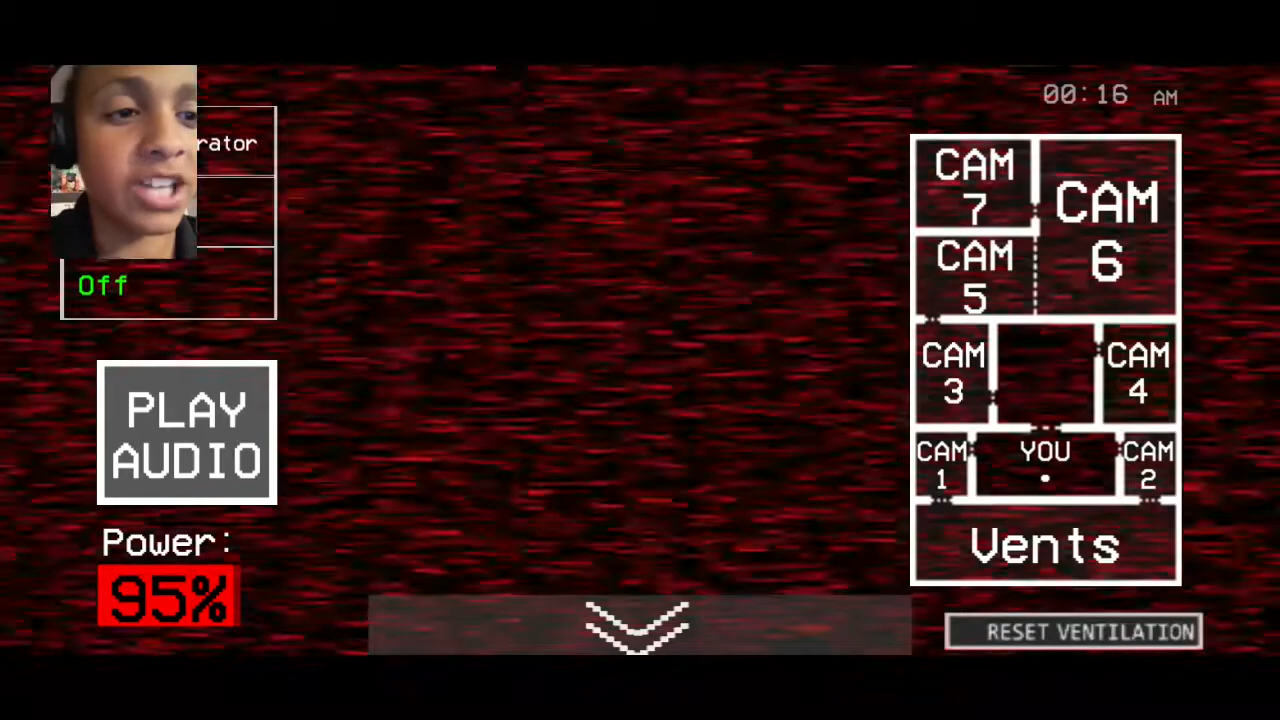 00:16 AM
rator
Off
PLAY
AUDIO
Power:
95%
CAM
7
CAM
6
CAM
5
CAM
3
CAM
4
CAM
1
YOU
CAM
2
Vents
RESET VENTILATION